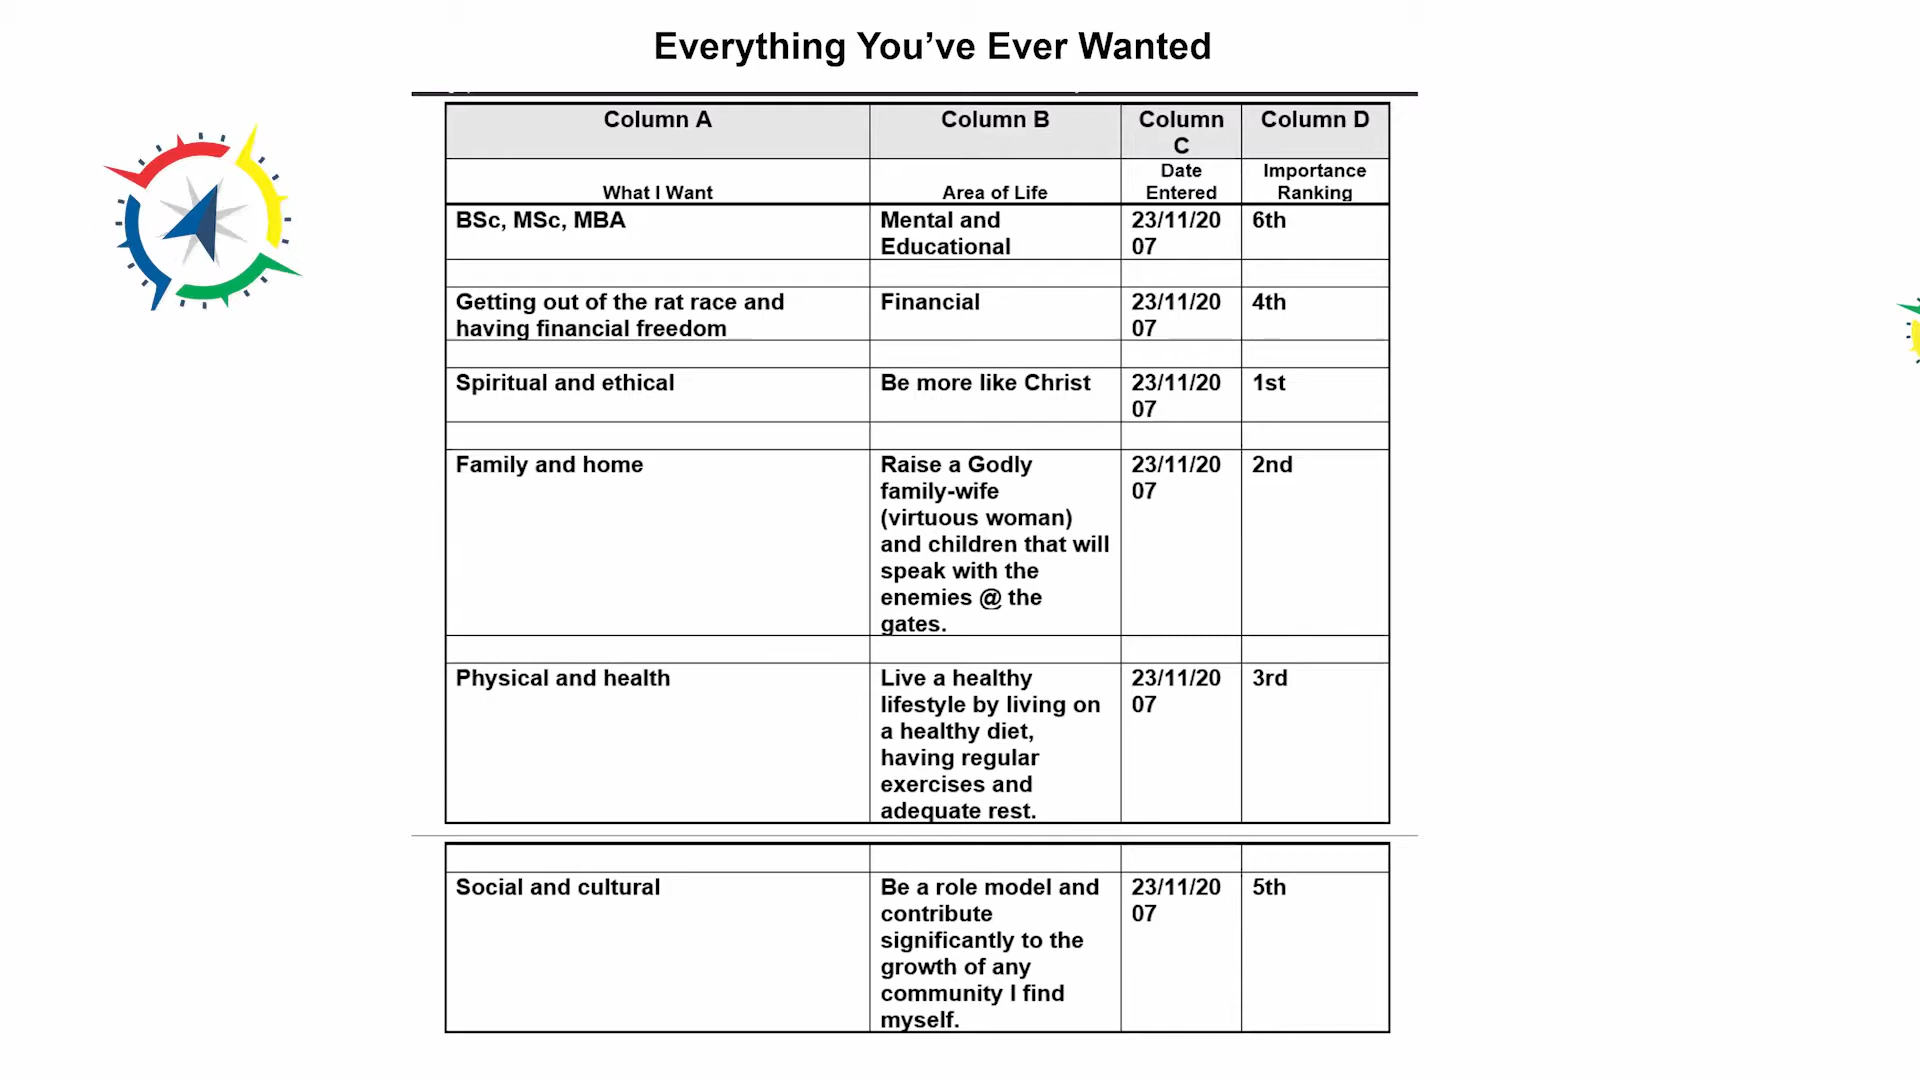 Everything You’ve Ever Wanted
Column A
Column B
Column
C
Column D
What I Want
Area of Life
Date
Entered
Importance
Ranking
BSc, MSc, MBA
Mental and
Educational
23/11/20
07
6th
Getting out of the rat race and
having financial freedom
Financial
23/11/20
07
4th
Spiritual and ethical
Be more like Christ
23/11/20
07
1st
Family and home
Raise a Godly
family-wife
(virtuous woman)
and children that will
speak with the
enemies @ the
gates.
23/11/20
07
2nd
Physical and health
Live a healthy
lifestyle by living on
a healthy diet,
having regular
exercises and
adequate rest.
23/11/20
07
3rd
Social and cultural
Be a role model and
contribute
significantly to the
growth of any
community I find
myself.
23/11/20
07
5th